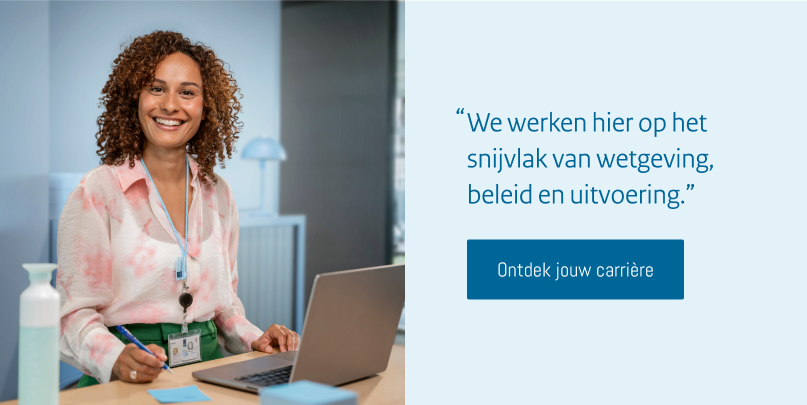 “We werken hier op het
snijvlak van wetgeving,
beleid en uitvoering.”
Ontdek jouw carrière